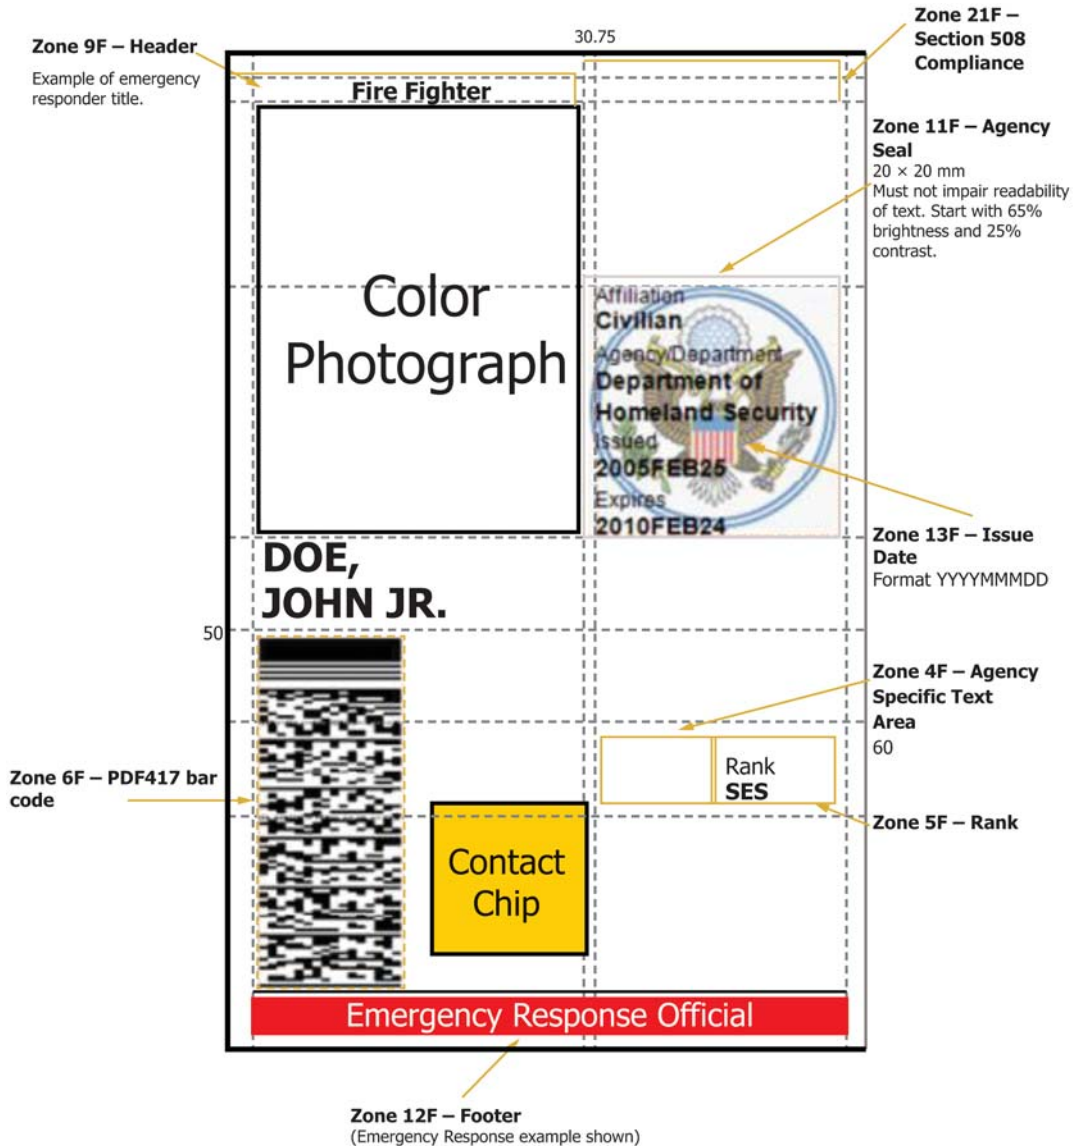 30.75
Zone 9F – Header
Example of emergency
responder title.
Zone 21F –
Section 508
Compliance
Fire Fighter
Zone 11F – Agency
Seal
20 × 20 mm
Must not impair readability
of text. Start with 65%
brightness and 25%
contrast.
Color
Photograph
Affiliation
Civilian
Agency/Department
Department of
Homeland Security
Issued
2005FEB25
Expires
2010FEB24
Zone 13F – Issue
Date
Format YYYYMMMDD
DOE,
JOHN JR.
50
Zone 4F – Agency
Specific Text
Area
60
Rank
SES
Zone 5F – Rank
Zone 6F – PDF417 bar
code
Contact
Chip
Emergency Response Official
Zone 12F – Footer
(Emergency Response example shown)